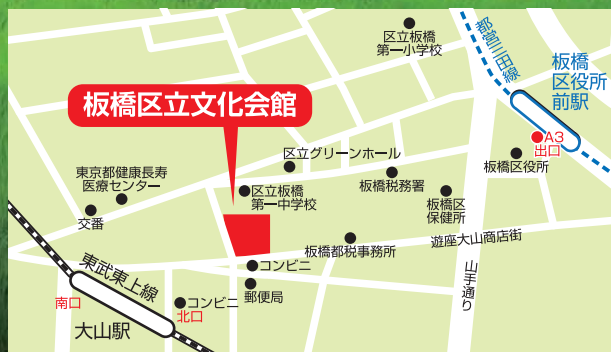 区立板橋
第一小学校
都営三田線
板橋
区役所
前駅
板橋区立文化会館
A3
出口
区立グリーンホール
板橋区役所
東京都健康長寿
医療センター
板橋税務署
区立板橋
第一中学校
板橋区
保健所
交番
遊座大山商店街
板橋都税事務所
東武東上線
コンビニ
山手通り
郵便局
南口
コンビニ
北口
大山駅